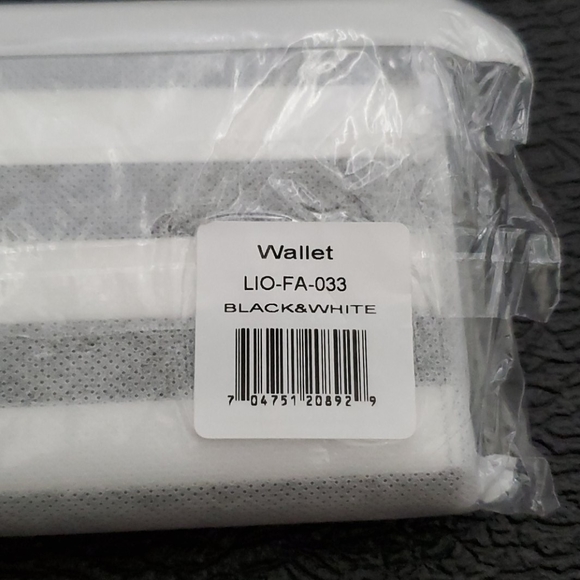 Wallet
LIO-FA-033
BLACK&WHITE
7 04751 20892 9